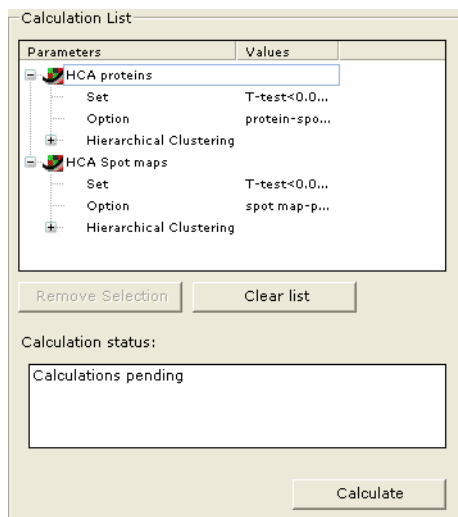 Calculation List
Parameters Values
HCA proteins
Set T-test<0.0...
Option protein-spo...
Hierarchical Clustering
HCA Spot maps
Set T-test<0.0...
Option spot map-p...
Hierarchical Clustering
Remove Selection Clear list
Calculation status:
Calculations pending
Calculate